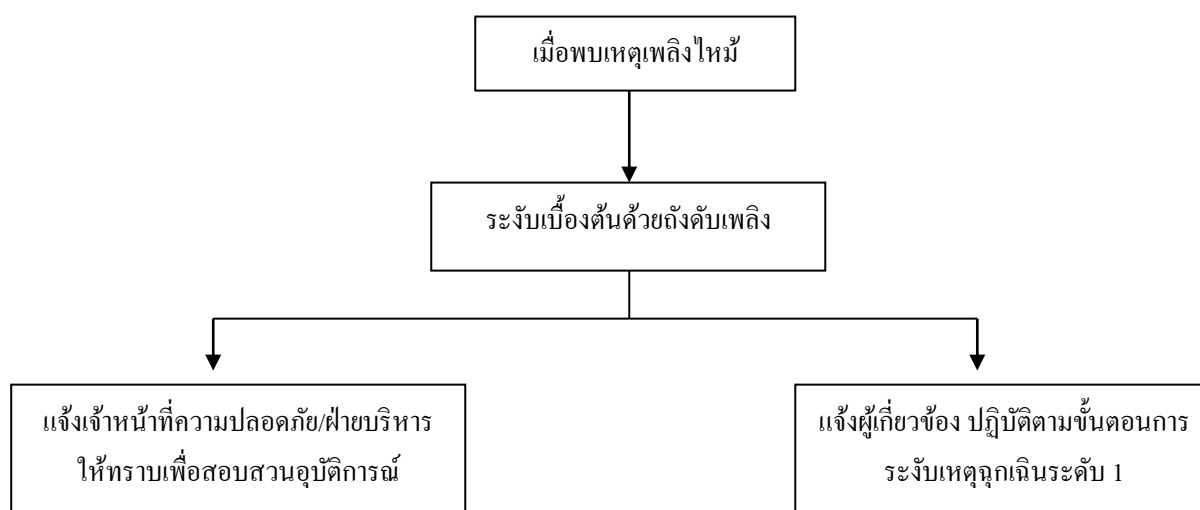 เมื่อพบเหตุเพลิงไหม้
ระงับเบื้องต้นด้วยถังดับเพลิง
แจ้งเจ้าหน้าที่ความปลอดภัย/ฝ่ายบริหาร
ให้ทราบเพื่อสอบสวนอุบัติการณ์
แจ้งผู้เกี่ยวข้อง ปฏิบัติตามขั้นตอนการ
ระงับเหตุฉุกเฉินระดับ 1